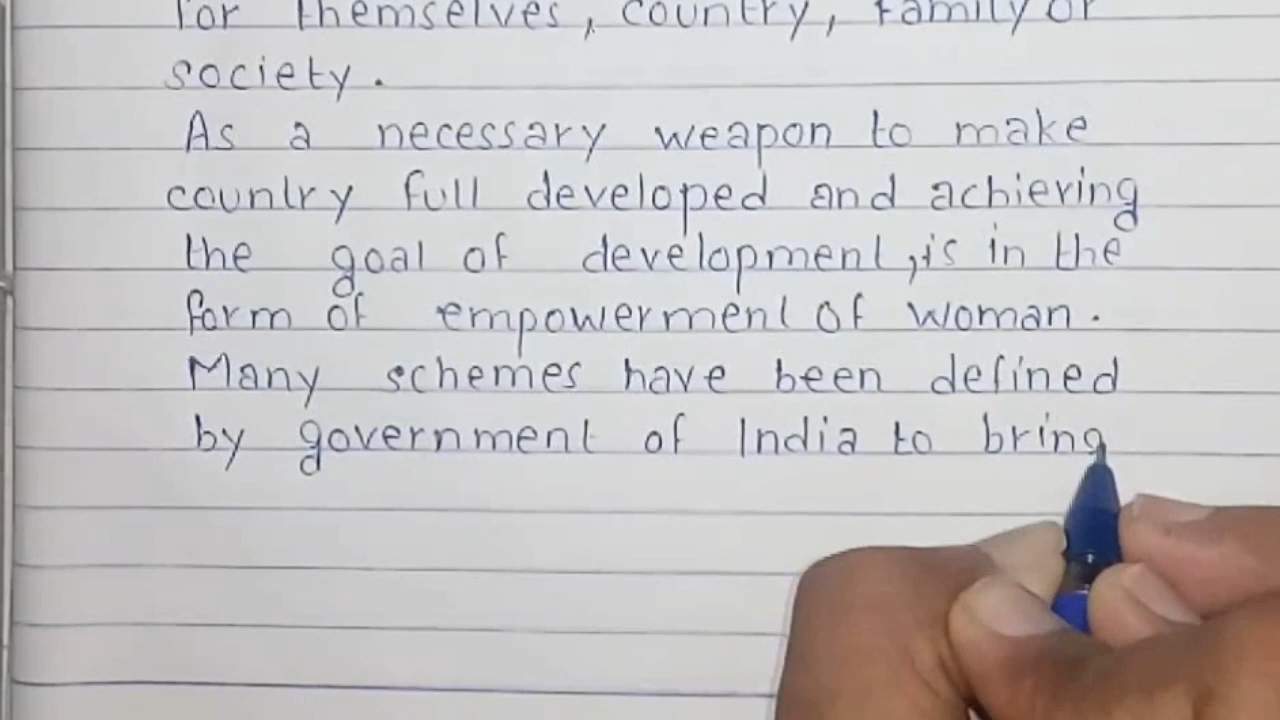 for themselves, country, family or
society.
As a necessary weapon to make
country full developed and achieving
the goal of development, is in the
form of empowerment of woman.
Many schemes have been defined
by government of India to bring